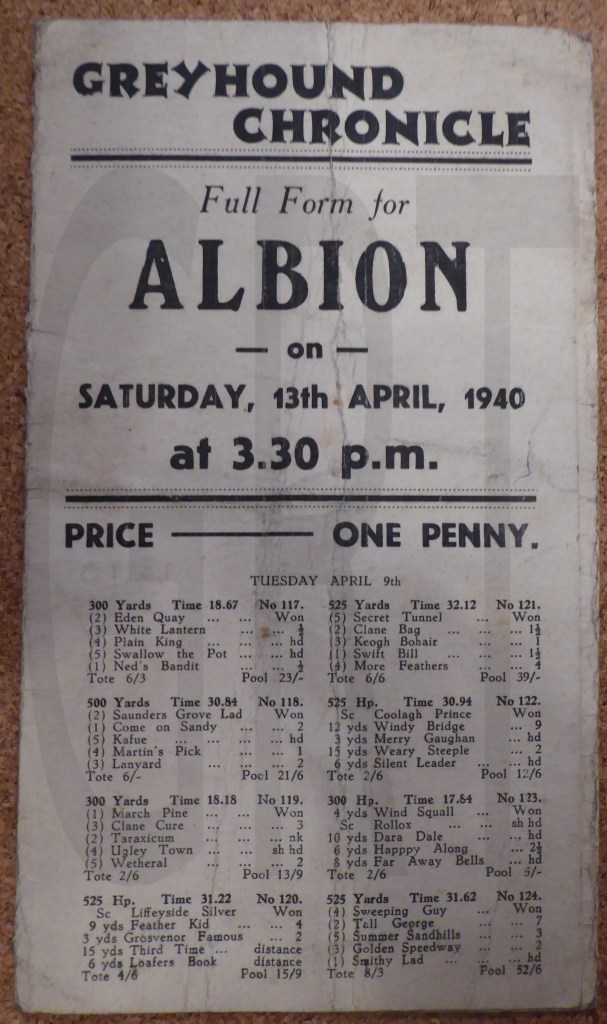 GREYHOUND
CHRONICLE
Full Form for
ALBION
— on —
SATURDAY, 13th APRIL, 1940
at 3.30 p.m.
PRICE ——— ONE PENNY.
TUESDAY APRIL 9th
300 Yards Time 18.67 No 117.
(2) Eden Quay ... ... Won
(3) White Lantern ... ... ½
(4) Plain King ... ... ... hd
(5) Swallow the Pot ... ... hd
(1) Ned's Bandit ... ... ½
Tote 6/3 Pool 23/-
500 Yards Time 30.84 No 118.
(2) Saunders Grove Lad Won
(1) Come on Sandy ... ... 2
(5) Kafue ... ... ... hd
(4) Martin's Pick ... ... 1
(3) Lanyard ... ... ... 2
Tote 6/- Pool 21/6
300 Yards Time 18.18 No 119.
(1) March Pine ... ... Won
(3) Clane Cure ... ... 3
(2) Taraxicum ... ... nk
(4) Ugley Town ... ... sh hd
(5) Wetheral ... ... ... 2
Tote 2/6 Pool 13/9
525 Hp. Time 31.22 No 120.
Sc Liffeyside Silver Won
9 yds Feather Kid ... ... 4
3 yds Grosvenor Famous ... 2
15 yds Third Time ... distance
6 yds Loafers Book distance
Tote 4/6 Pool 15/9
525 Yards Time 32.12 No 121.
(5) Secret Tunnel ... Won
(2) Clane Bag ... ... ... 1½
(3) Keogh Bohair ... ... 1
(1) Swift Bill ... ... ... 1½
(4) More Feathers ... ... 4
Tote 6/6 Pool 39/-
525 Hp. Time 30.94 No 122.
Sc Coolagh Prince Won
12 yds Windy Bridge ... 9
3 yds Merry Gaughan ... hd
15 yds Weary Steeple ... 2
6 yds Silent Leader ... ... hd
Tote 2/6 Pool 12/6
300 Hp. Time 17.84 No 123.
4 yds Wind Squall ... Won
Sc Rollox ... ... sh hd
10 yds Dara Dale ... ... hd
6 yds Happpy Along ... 2½
8 yds Far Away Bells ... hd
Tote 2/6 Pool 5/-
525 Yards Time 31.62 No 124.
(4) Sweeping Guy ... Won
(2) Tall George ... ... 7
(5) Summer Sandhills ... 3
(3) Golden Speedway ... ... 2
(1) Smithy Lad ... ... ... hd
Tote 8/3 Pool 52/6